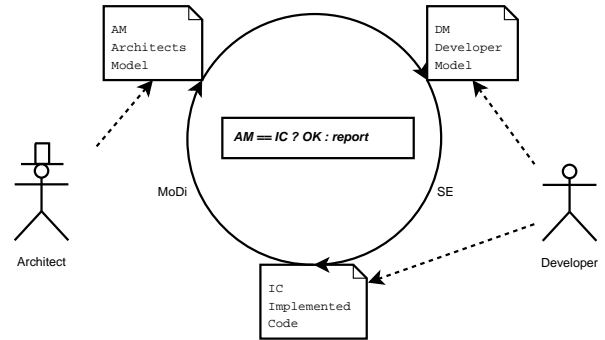 AM
Architects
Model
DM
Developer
Model
AM == IC ? OK : report
MoDi
SE
Architect
Developer
IC
Implemented
Code